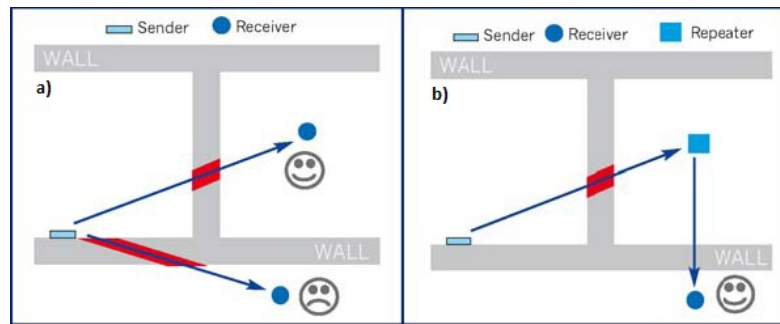 Sender Receiver
WALL
a)
WALL
Sender Receiver Repeater
WALL
b)
WALL